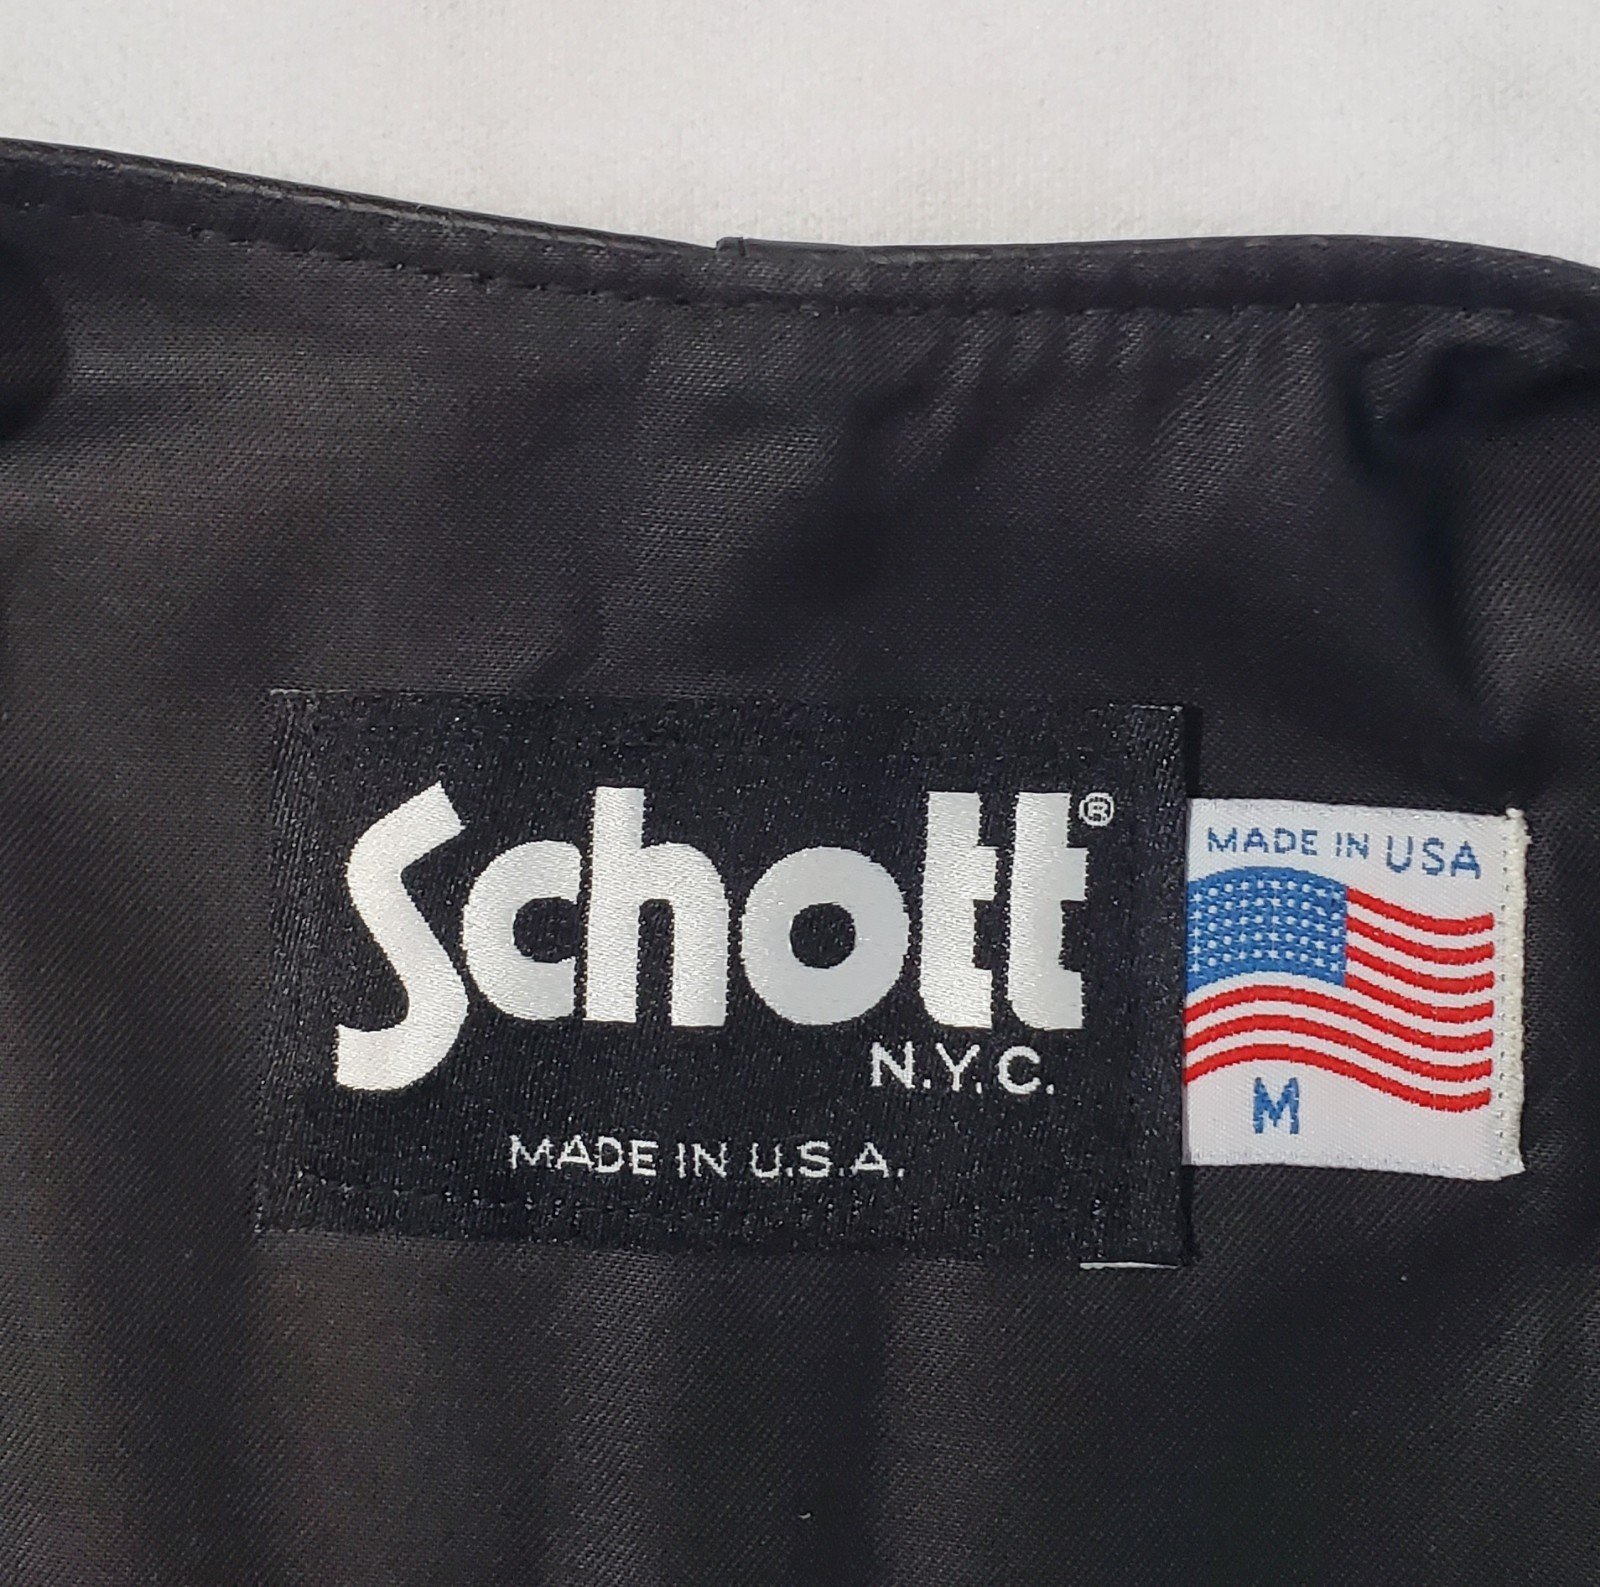 Schott®
N.Y.C.
MADE IN U.S.A.
MADE IN USA
M